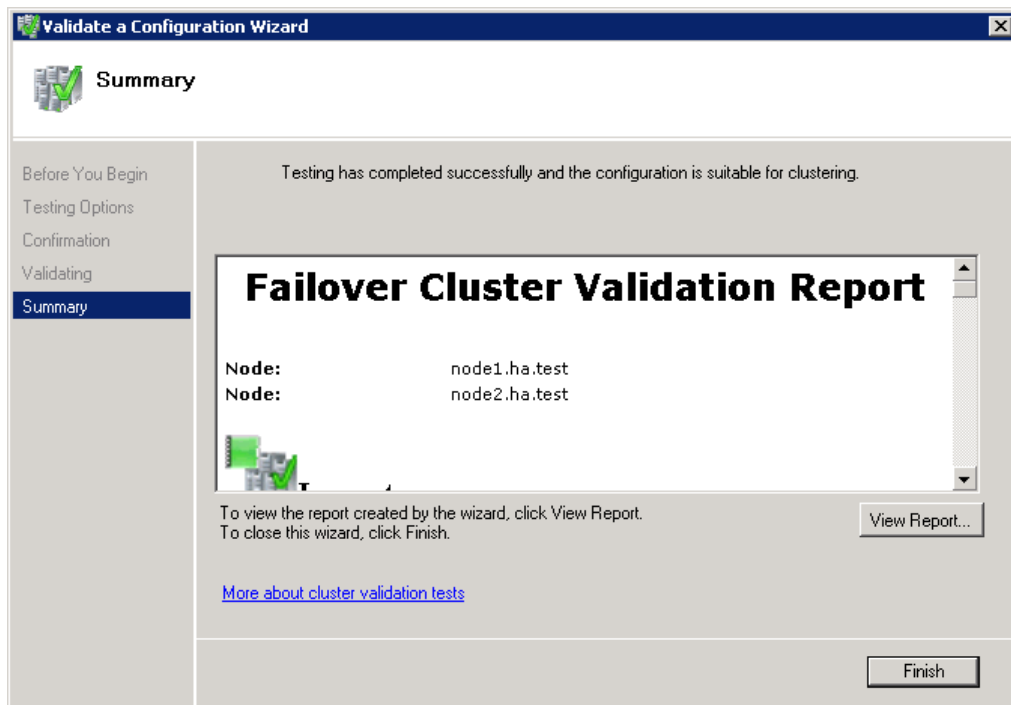 Validate a Configuration Wizard
Summary
Before You Begin
Testing Options
Confirmation
Validating
Summary
Testing has completed successfully and the configuration is suitable for clustering.
Failover Cluster Validation Report
Node: node1.ha.test
Node: node2.ha.test
To view the report created by the wizard, click View Report.
To close this wizard, click Finish.
View Report...
More about cluster validation tests
Finish